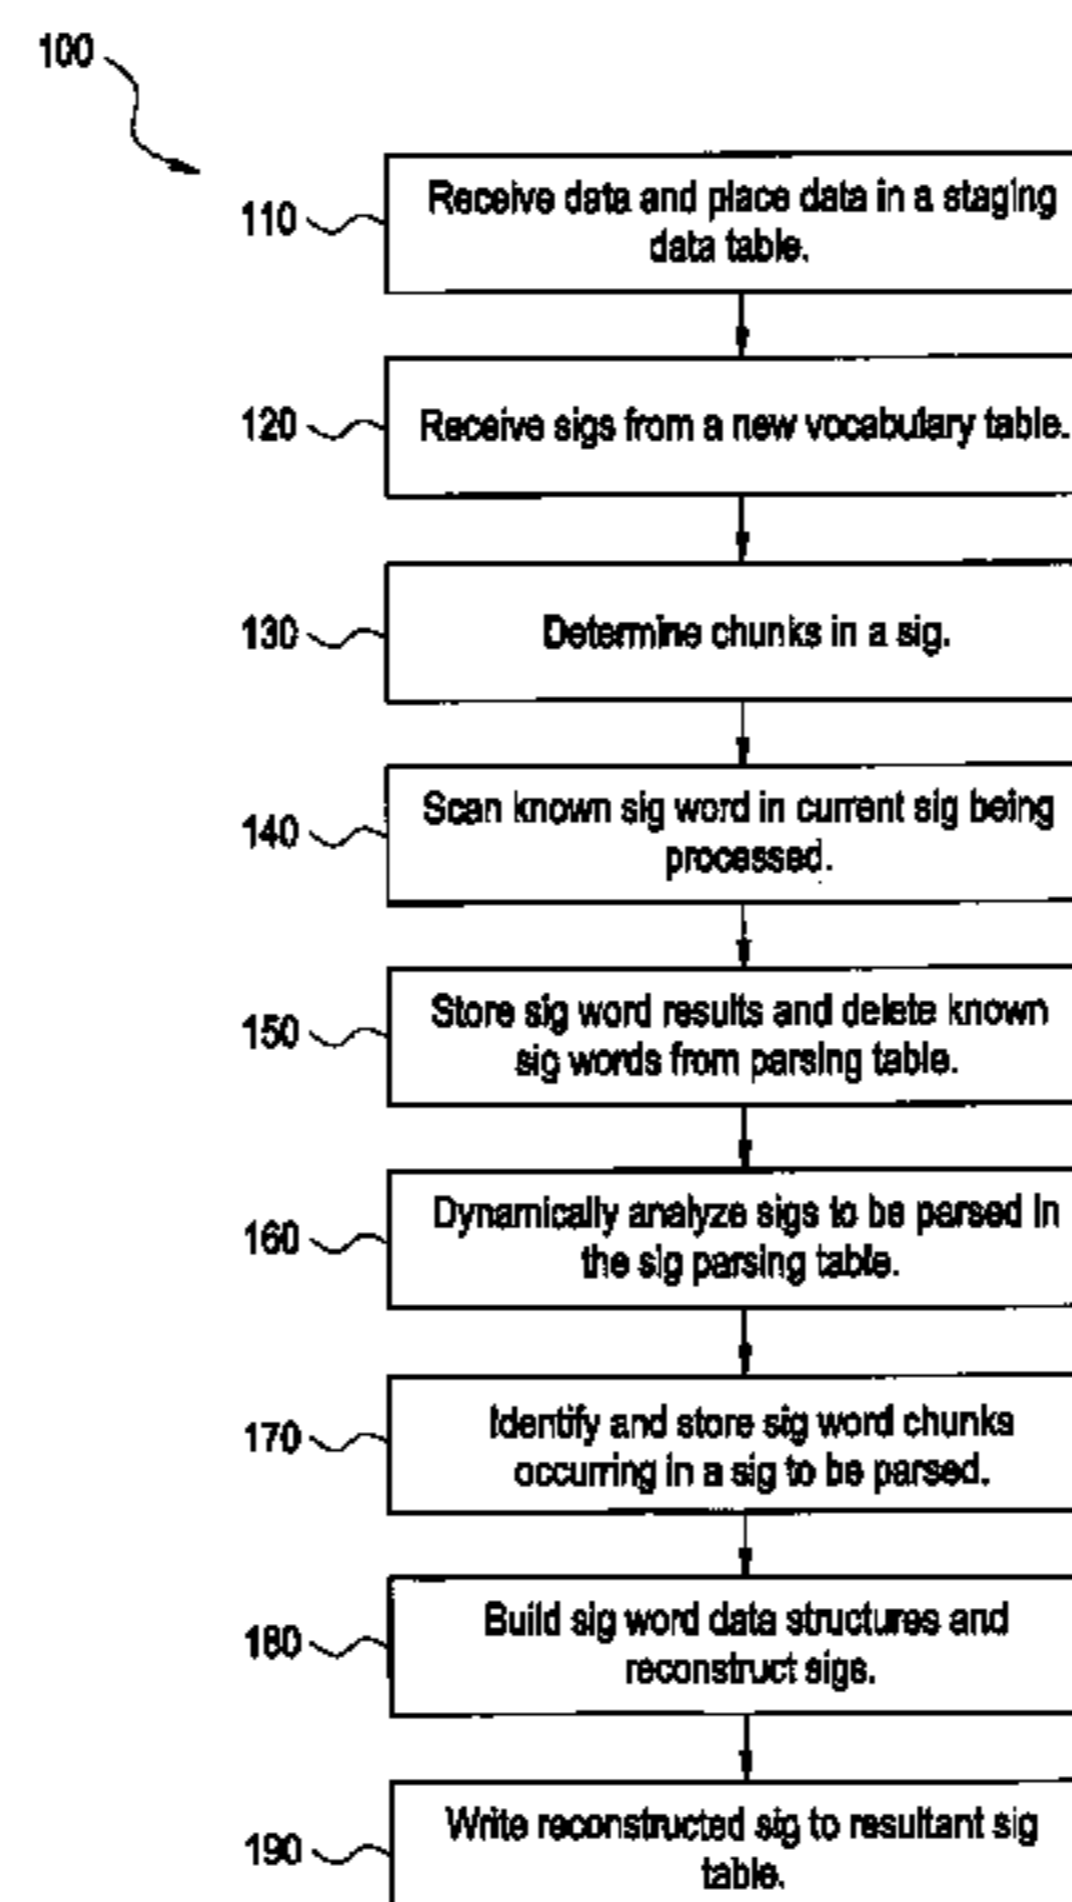 100
110
Receive data and place data in a staging
data table.
120
Receive sigs from a new vocabulary table.
130
Determine chunks in a sig.
140
Scan known sig word in current sig being
processed.
150
Store sig word results and delete known
sig words from parsing table.
160
Dynamically analyze sigs to be parsed in
the sig parsing table.
170
Identify and store sig word chunks
occurring in a sig to be parsed.
180
Build sig word data structures and
reconstruct sigs.
190
Write reconstructed sig to resultant sig
table.